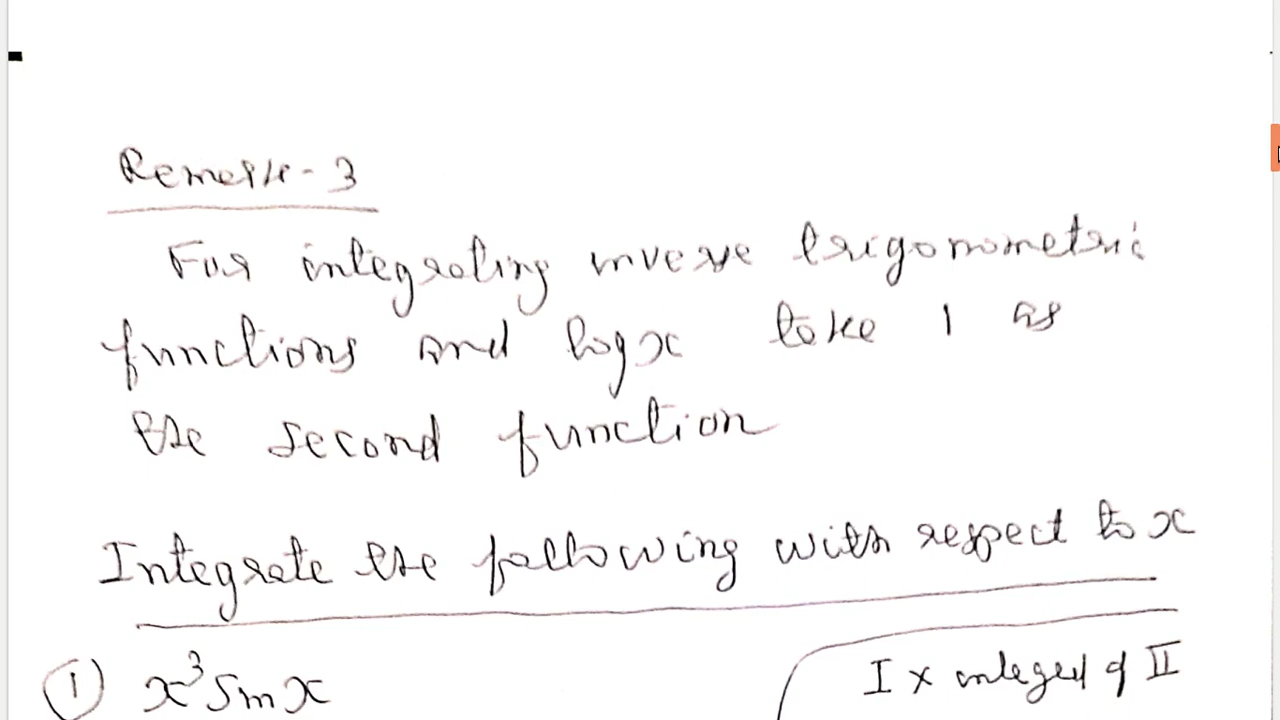 Remark-3
For integrating inverse trigonometric
functions and log x take 1 as
the second function
Integrate the following with respect to x
① x³ sin x
I x integral of II